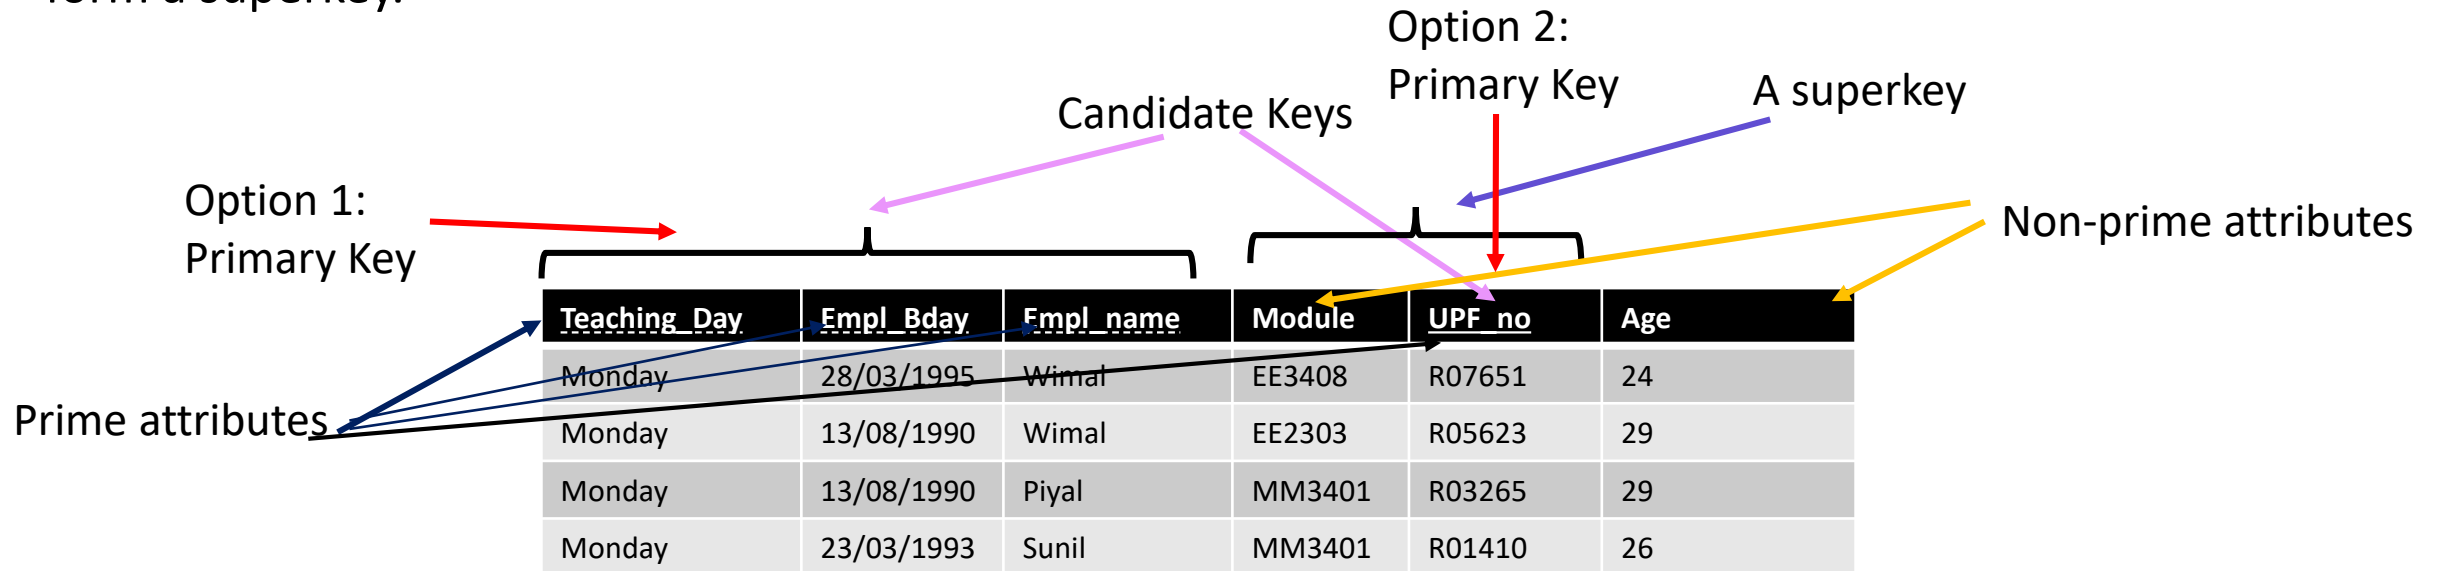 form a superkey.
Option 2:
Primary Key
A superkey
Candidate Keys
Option 1:
Primary Key
Non-prime attributes
Teaching_Day Empl_Bday Empl_name Module UPF_no Age
Monday 28/03/1995 Wimal EE3408 R07651 24
Prime attributes
Monday 13/08/1990 Wimal EE2303 R05623 29
Monday 13/08/1990 Piyal MM3401 R03265 29
Monday 23/03/1993 Sunil MM3401 R01410 26